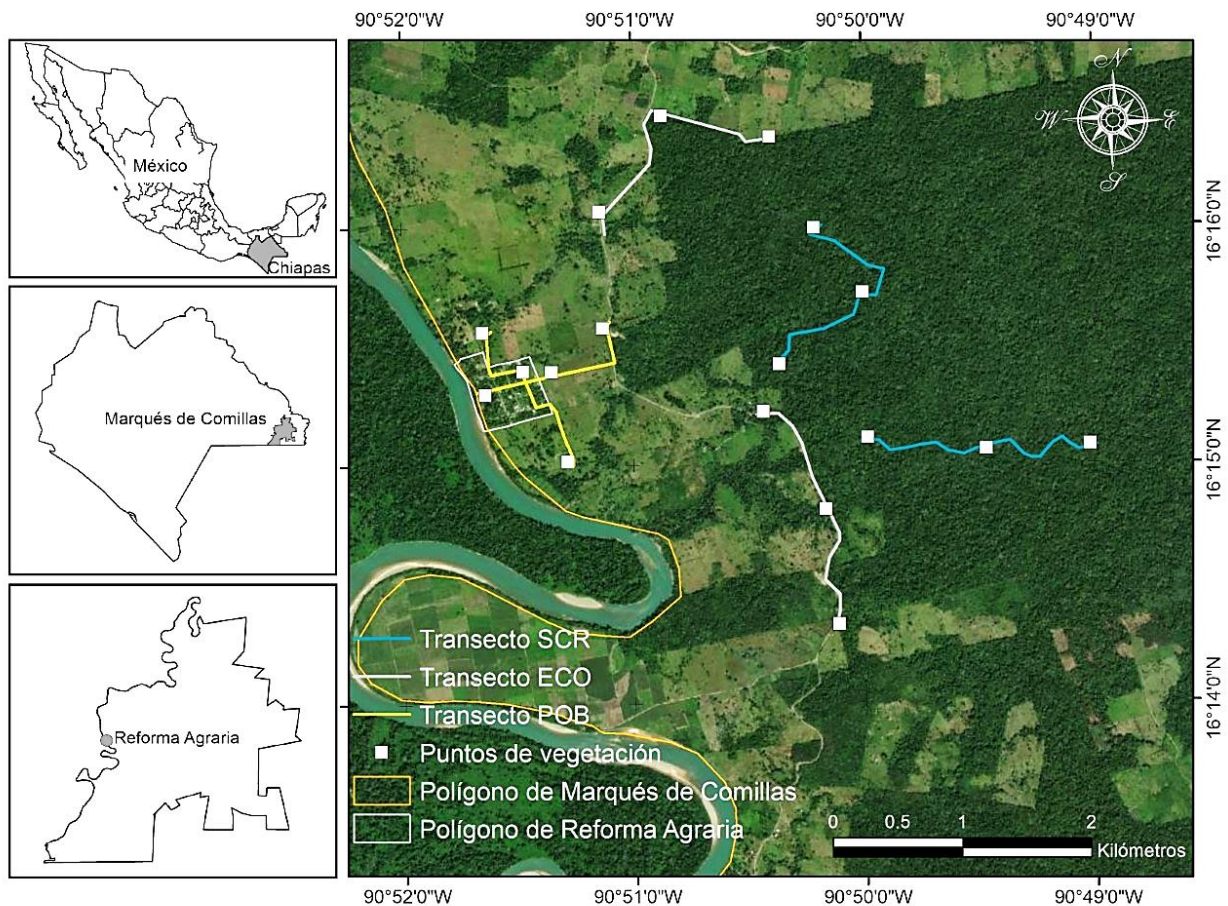 90°52'0"W
90°51'0"W
90°50'0"W
90°49'0"W
México
Chiapas
Marqués de Comillas
Reforma Agraria
N
W
E
S
16°16'0"N
16°15'0"N
16°14'0"N
Transecto SCR
Transecto ECO
Transecto POB
Puntos de vegetación
Polígono de Marqués de Comillas
Polígono de Reforma Agraria
0 0.5 1 2
Kilómetros
90°52'0"W
90°51'0"W
90°50'0"W
90°49'0"W